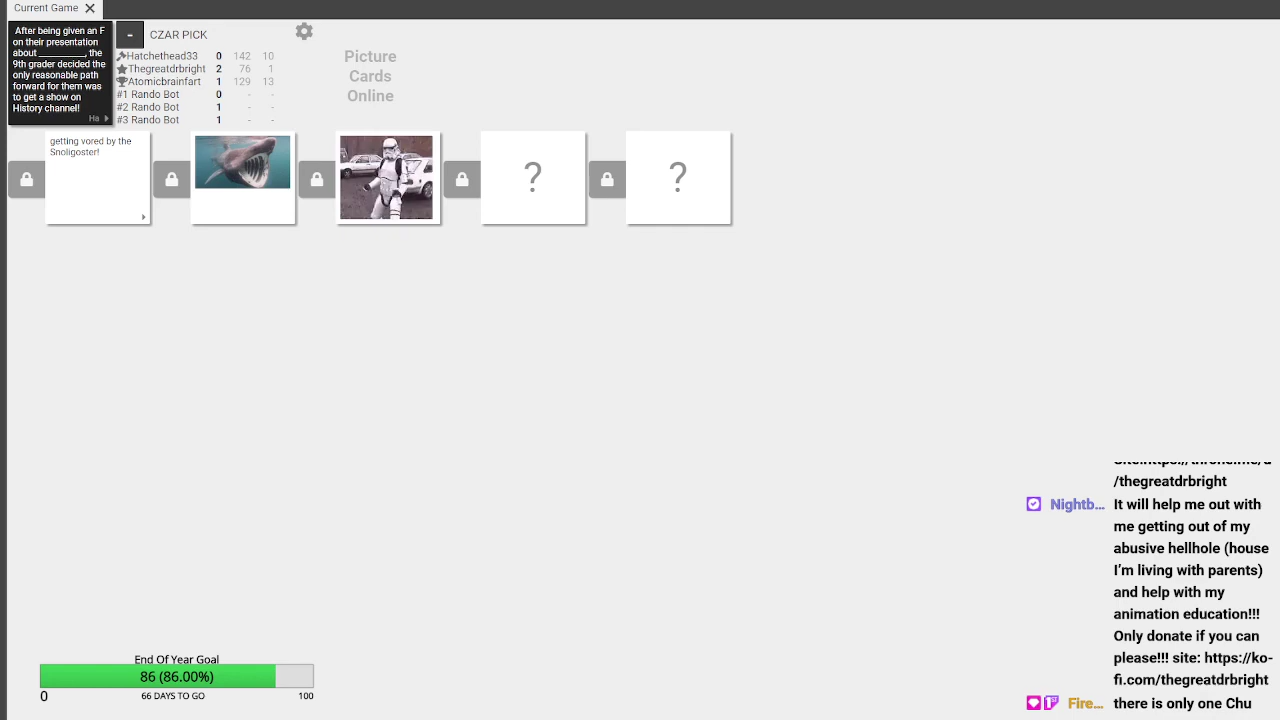 Current Game
After being given an F
on their presentation
about ________, the
9th grader decided the
only reasonable path
forward for them was
to get a show on
History channel!
Ha
-
CZAR PICK
Hatchethead33 0 142 10
Thegreatdrbright 2 76 1
Atomicbrainfart 1 129 13
#1 Rando Bot 0 - -
#2 Rando Bot 1 - -
#3 Rando Bot 1 - -
Picture
Cards
Online
getting vored by the
Snoligoster!
?
?
/thegreatdrbright
Nightb... It will help me out with
me getting out of my
abusive hellhole (house
I'm living with parents)
and help with my
animation education!!!
Only donate if you can
please!!! site: https://ko-
fi.com/thegreatdrbright
Fire... there is only one Chu
End Of Year Goal
86 (86.00%)
0 66 DAYS TO GO 100